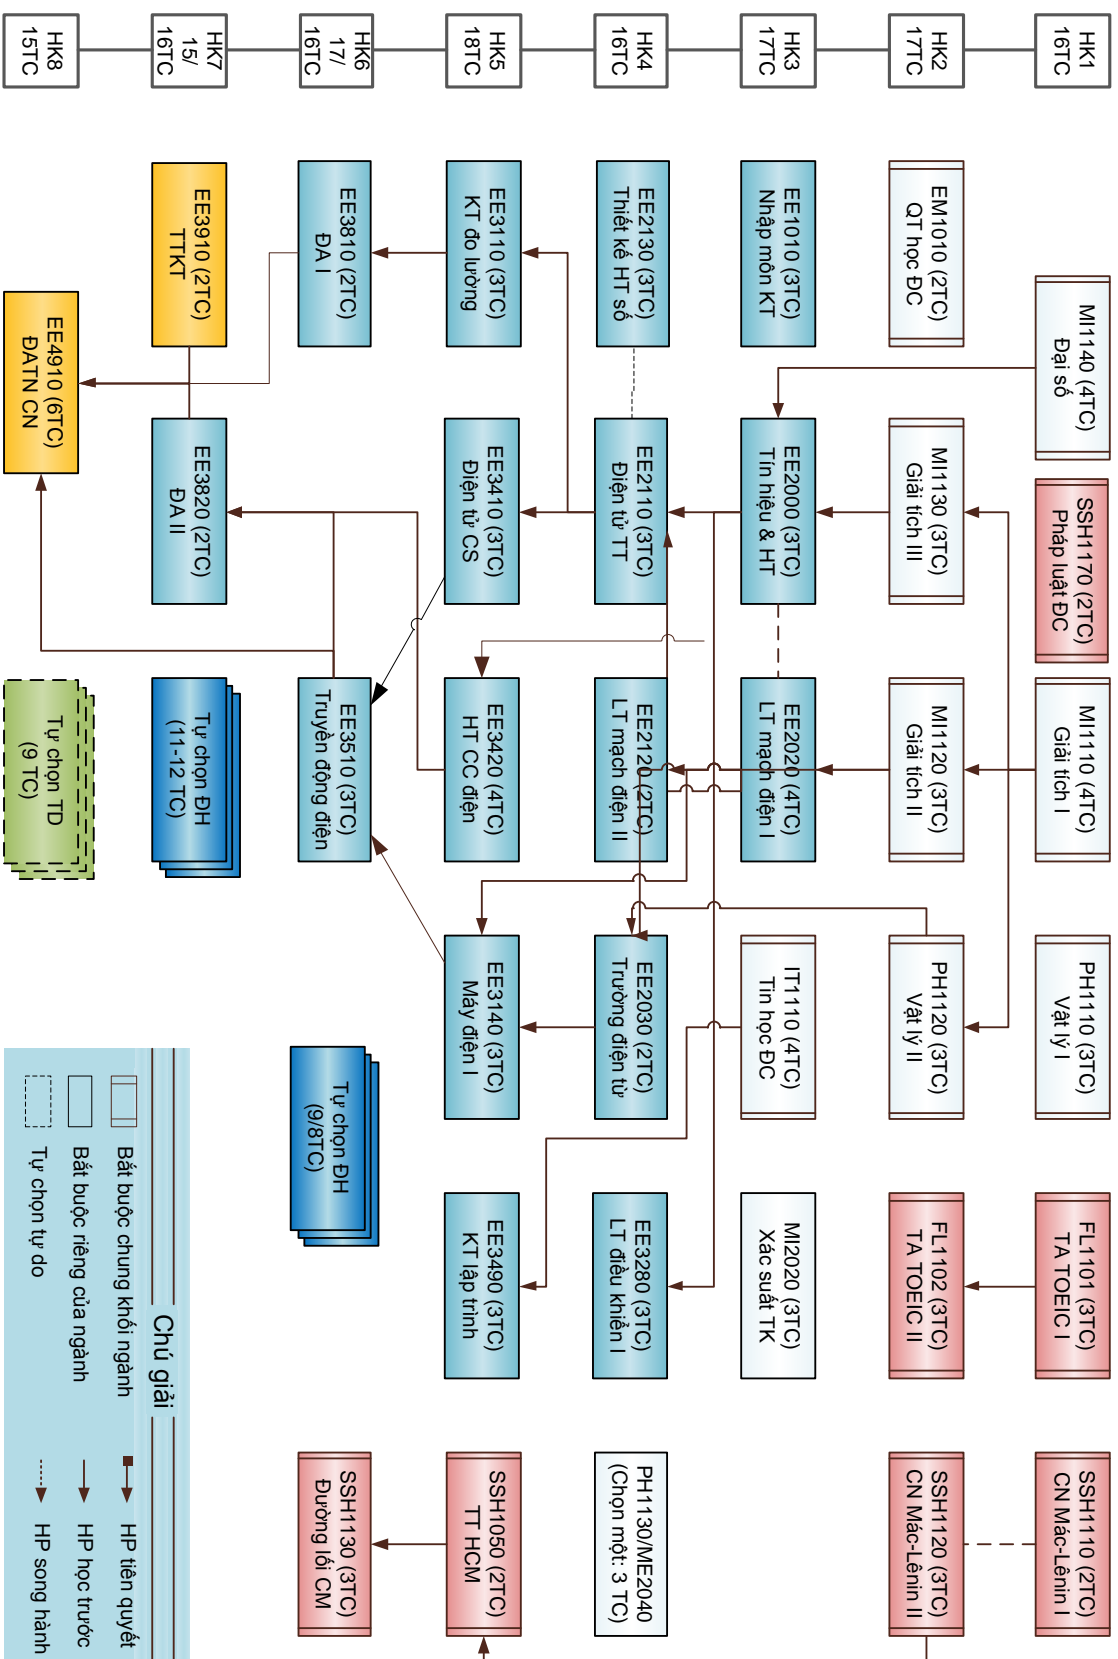 HK1
16TC
MI1140 (4TC)
Đại số
SSH1170 (2TC)
Pháp luật ĐC
MI1110 (4TC)
Giải tích I
PH1110 (3TC)
Vật lý I
FL1101 (3TC)
TA TOEIC I
SSH1110 (2TC)
CN Mác-Lênin I
HK2
17TC
EM1010 (2TC)
QT học ĐC
MI1130 (3TC)
Giải tích III
MI1120 (3TC)
Giải tích II
PH1120 (3TC)
Vật lý II
FL1102 (3TC)
TA TOEIC II
SSH1120 (3TC)
CN Mác-Lênin II
HK3
17TC
EE1010 (3TC)
Nhập môn KT
EE2000 (3TC)
Tín hiệu & HT
EE2020 (4TC)
LT mạch điện I
IT1110 (4TC)
Tin học ĐC
MI2020 (3TC)
Xác suất TK
HK4
16TC
EE2130 (3TC)
Thiết kế HT số
EE2110 (3TC)
Điện tử TT
EE2120 (2TC)
LT mạch điện II
EE2030 (2TC)
Trường điện từ
EE3280 (3TC)
LT điều khiển I
PH1130/ME2040
(Chọn một: 3 TC)
HK5
18TC
EE3110 (3TC)
KT đo lường
EE3410 (3TC)
Điện tử CS
EE3420 (4TC)
HT CC điện
EE3140 (3TC)
Máy điện I
EE3490 (3TC)
KT lập trình
SSH1050 (2TC)
TT HCM
HK6
17/
16TC
EE3810 (2TC)
ĐA I
EE3510 (3TC)
Truyền động điện
Tự chọn ĐH
(9/8TC)
SSH1130 (3TC)
Đường lối CM
HK7
15/
16TC
EE3910 (2TC)
TTKT
EE3820 (2TC)
ĐA II
Tự chọn ĐH
(11-12 TC)
HK8
15TC
EE4910 (6TC)
ĐATN CN
Tự chọn TD
(9 TC)
Chú giải
Bắt buộc chung khối ngành
HP tiên quyết
Bắt buộc riêng của ngành
HP học trước
Tự chọn tự do
HP song hành